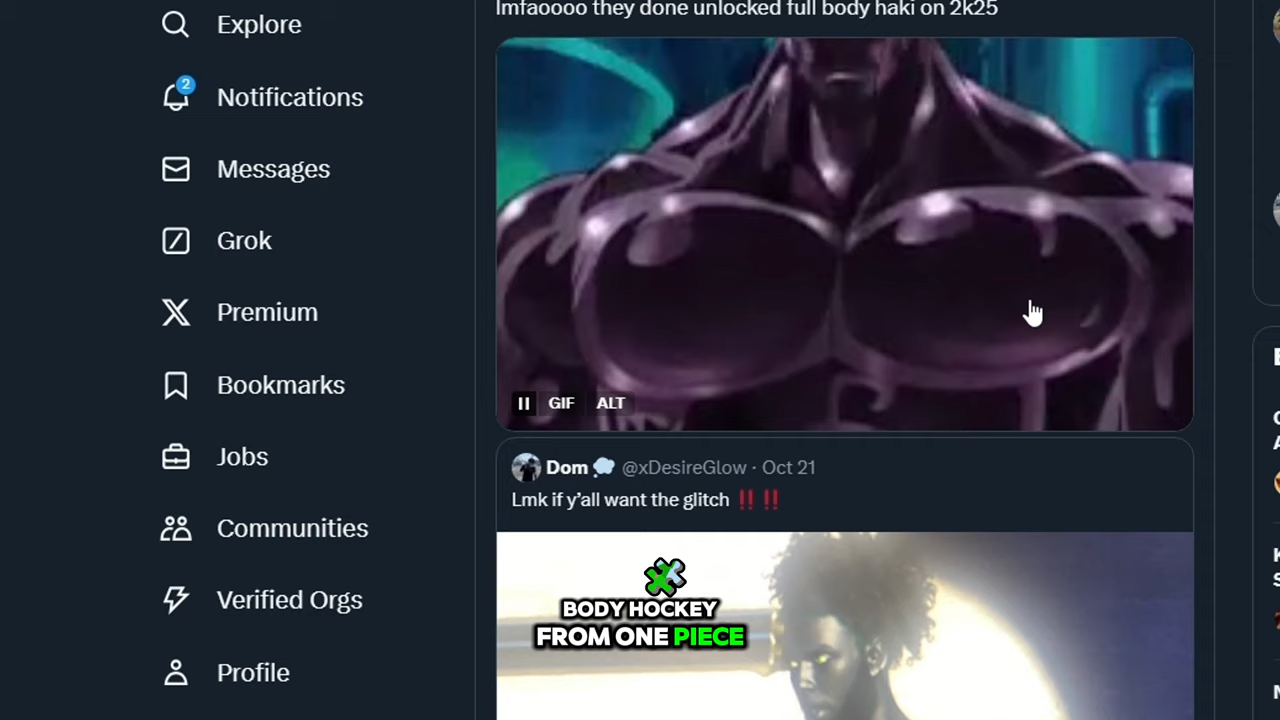 Explore
2
Notifications
Messages
Grok
Premium
Bookmarks
Jobs
Communities
Verified Orgs
Profile
lmfaoooo they done unlocked full body haki on 2k25
GIF ALT
Dom @xDesireGlow · Oct 21
Lmk if y'all want the glitch ‼️ ‼️
BODY HOCKEY
FROM ONE PIECE